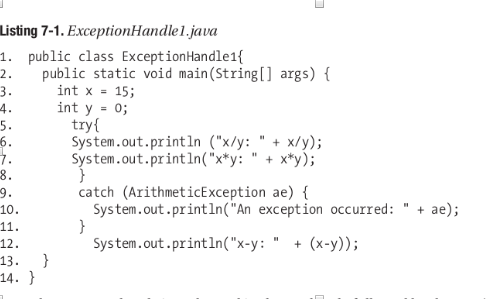 Listing 7-1. ExceptionHandle1.java
1. public class ExceptionHandle1{
2. public static void main(String[] args) {
3. int x = 15;
4. int y = 0;
5. try{
6. System.out.println ("x/y: " + x/y);
7. System.out.println("x*y: " + x*y);
8. }
9. catch (ArithmeticException ae) {
10. System.out.println("An exception occurred: " + ae);
11. }
12. System.out.println("x-y: " + (x-y));
13. }
14. }